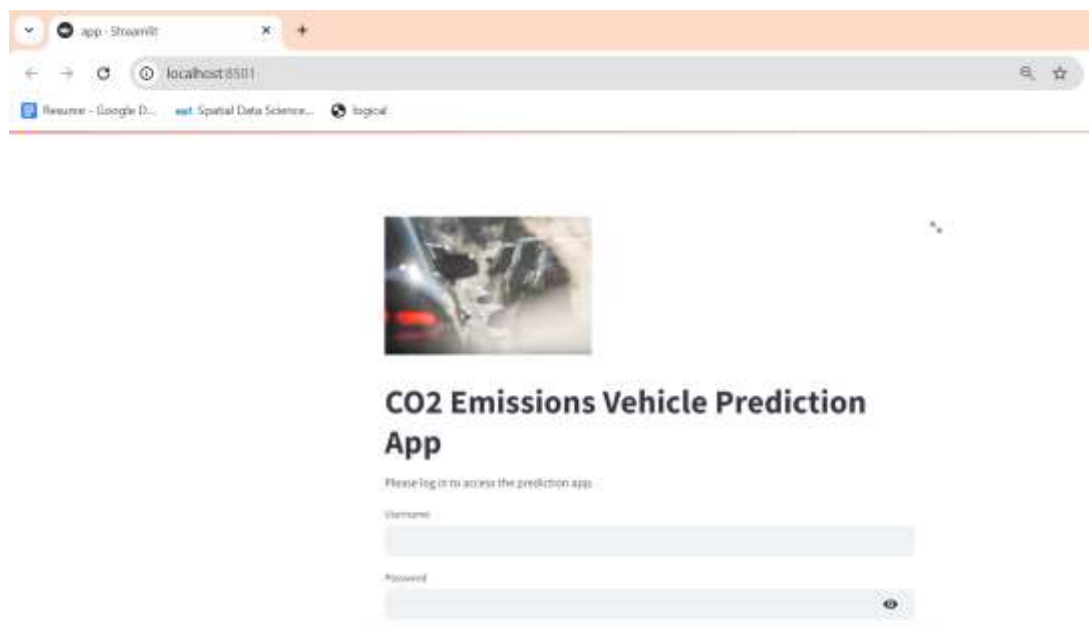 app · Streamlit
localhost:8501
Resume - Google D...
Spatial Data Science...
logical
CO2 Emissions Vehicle Prediction
App
Please log in to access the prediction app.
Username
Password